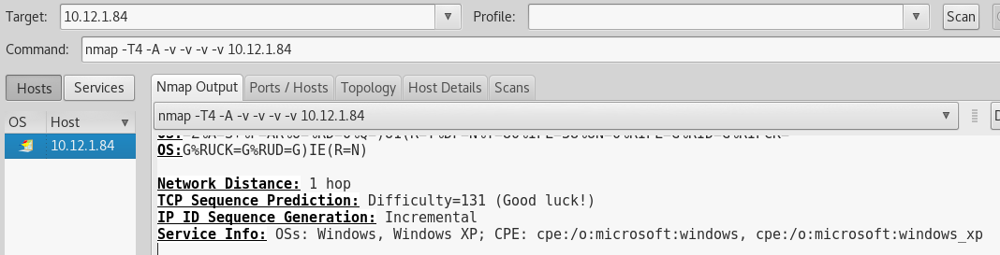 Target: 10.12.1.84 Profile: Scan
Command: nmap -T4 -A -v -v -v -v 10.12.1.84
Hosts Services Nmap Output Ports / Hosts Topology Host Details Scans
nmap -T4 -A -v -v -v -v 10.12.1.84
OS Host
10.12.1.84
OS:G%RUCK=G%RUD=G)IE(R=N)
Network Distance: 1 hop
TCP Sequence Prediction: Difficulty=131 (Good luck!)
IP ID Sequence Generation: Incremental
Service Info: OSs: Windows, Windows XP; CPE: cpe:/o:microsoft:windows, cpe:/o:microsoft:windows_xp